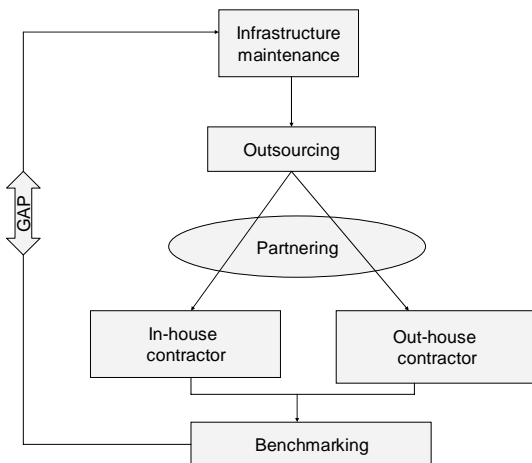 Infrastructure
maintenance
Outsourcing
GAP
Partnering
In-house
contractor
Out-house
contractor
Benchmarking